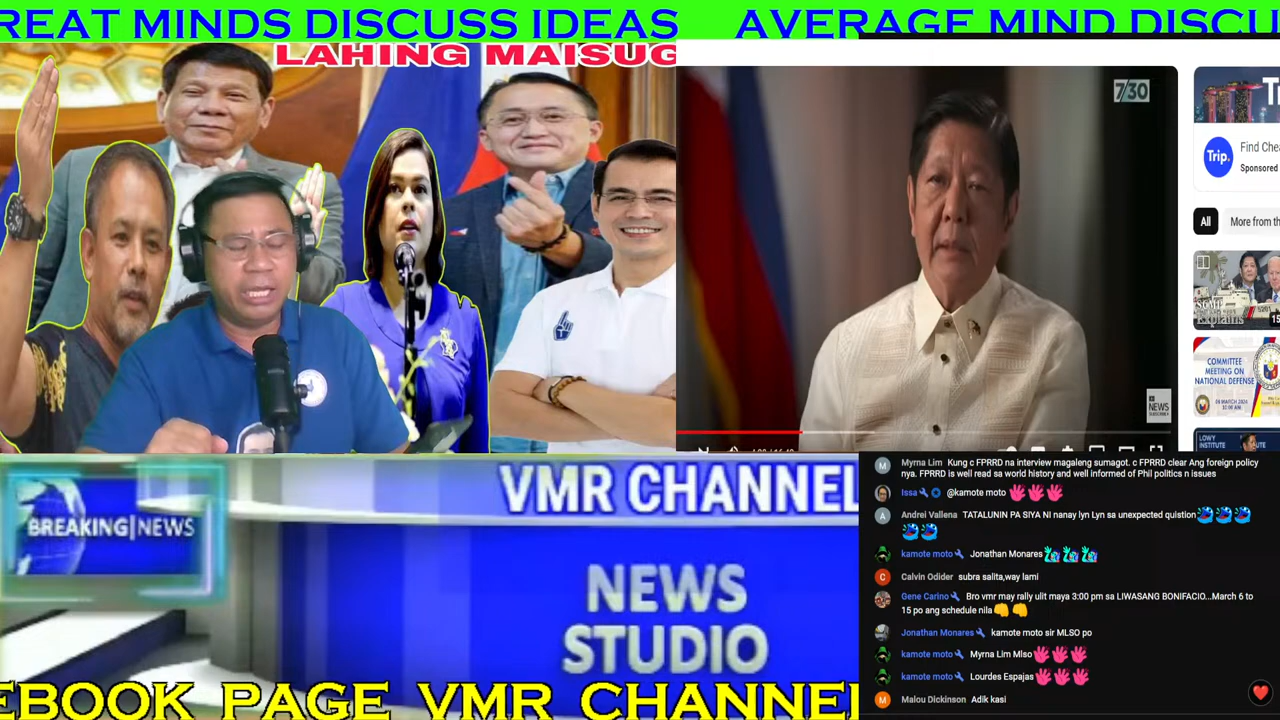 REAT MINDS DISCUSS IDEAS AVERAGE MIND DISCU
LAHING MAISUG
7/30
NEWS
T
Trip.
Find Chea
Sponsored
All
More from th
Explains
COMMITTEE
MEETING ON
NATIONAL DEFENSE
LOWY
INSTITUTE
VMR CHANNEL
BREAKING|NEWS
NEWS
STUDIO
EBOOK PAGE VMR CHANNEL
Myrna Lim Kung c FPRRD na interview magaleng sumagot. c FPRRD clear Ang foreign policy
nya. FPRRD is well read sa world history and well informed of Phil politics n issues
Issa @kamote moto
Andrei Vallena TATALUNIN PA SIYA NI nanay lyn Lyn sa unexpected quistion
kamote moto Jonathan Monares
Calvin Odider subra salita,way lami
Gene Carino Bro vmr may rally ulit maya 3:00 pm sa LIWASANG BONIFACIO...March 6 to
15 po ang schedule nila
Jonathan Monares kamote moto sir MLSO po
kamote moto Myrna Lim Mlso
kamote moto Lourdes Espajas
Malou Dickinson Adik kasi